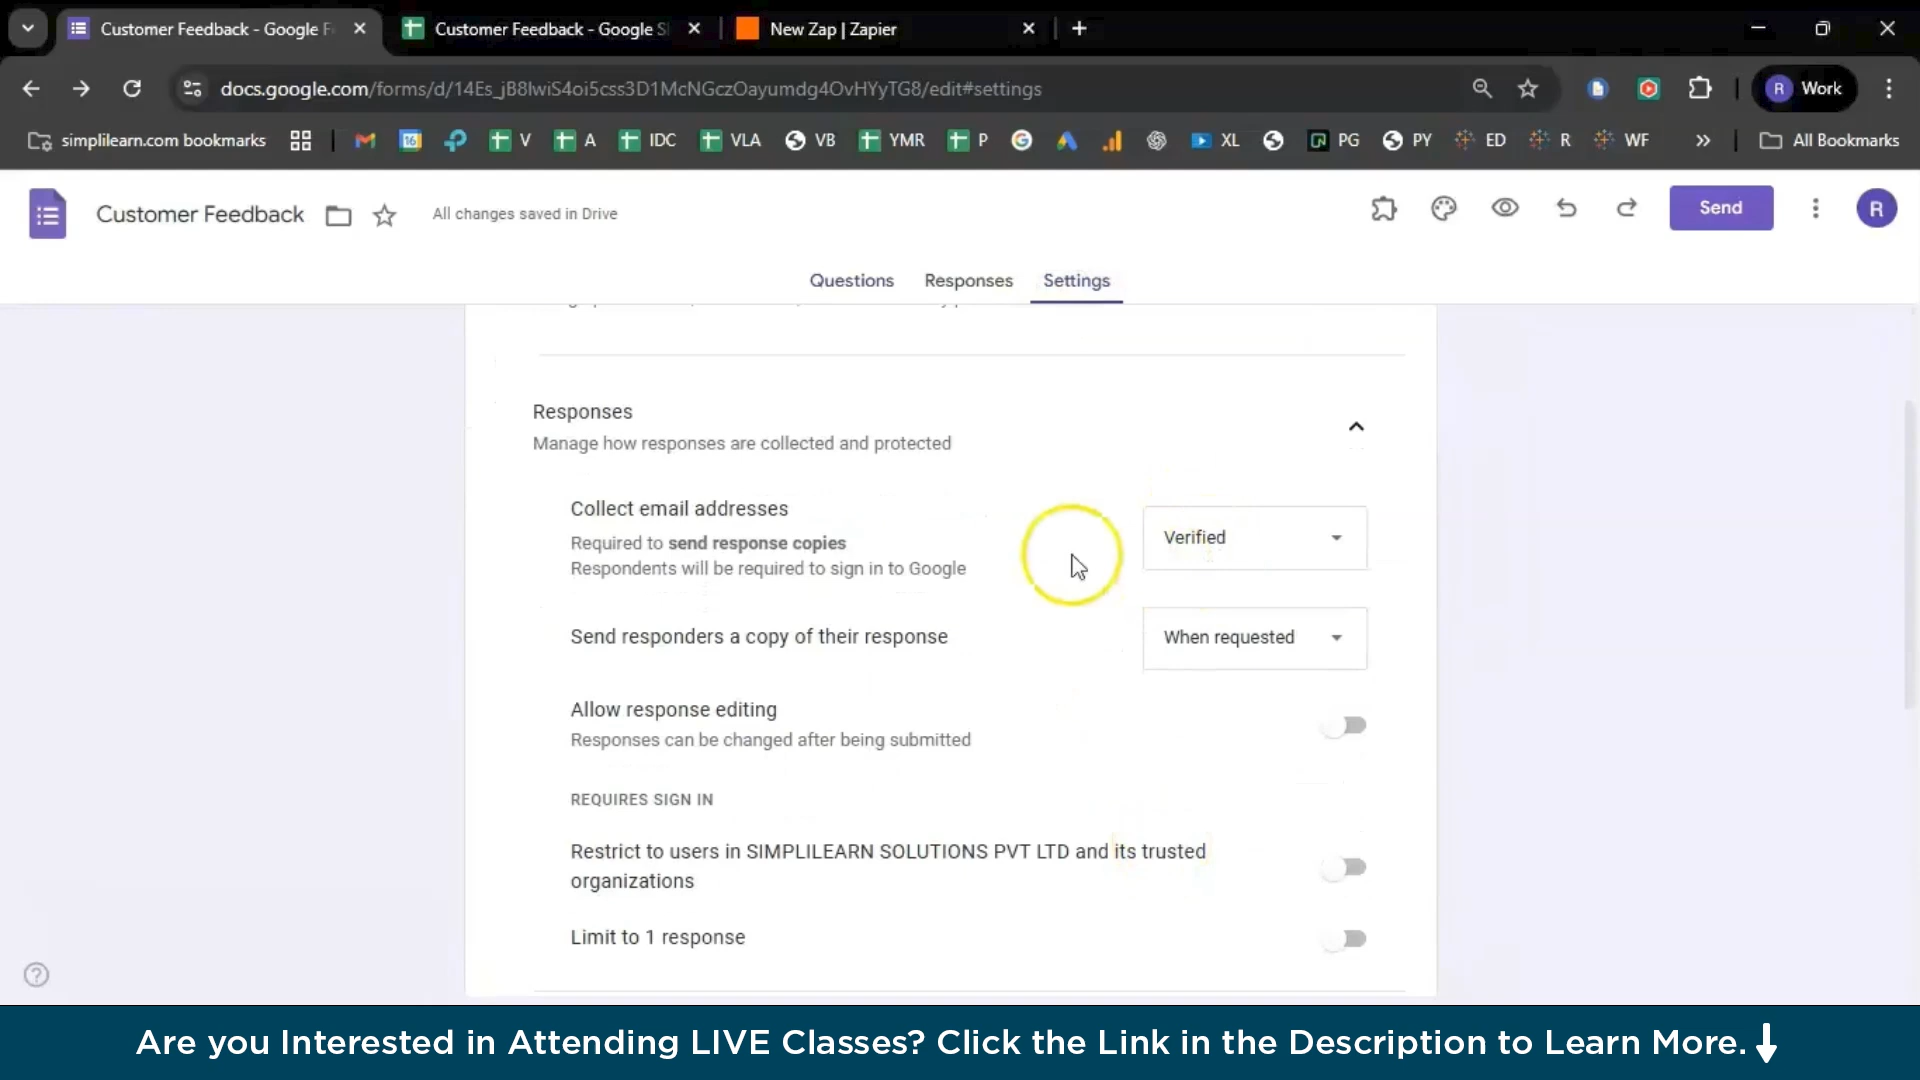 Customer Feedback - Google F
Customer Feedback - Google S
New Zap | Zapier
docs.google.com/forms/d/14Es_jB8lwiS4oi5css3D1McNGczOayumdg4OvHYyTG8/edit#settings
R
Work
simplilearn.com bookmarks
16
V
A
IDC
VLA
VB
YMR
P
XL
PG
PY
ED
R
WF
All Bookmarks
Customer Feedback
All changes saved in Drive
Send
R
Questions
Responses
Settings
Responses
Manage how responses are collected and protected
Collect email addresses
Required to send response copies
Respondents will be required to sign in to Google
Verified
Send responders a copy of their response
When requested
Allow response editing
Responses can be changed after being submitted
REQUIRES SIGN IN
Restrict to users in SIMPLILEARN SOLUTIONS PVT LTD and its trusted
organizations
Limit to 1 response
Are you Interested in Attending LIVE Classes? Click the Link in the Description to Learn More.